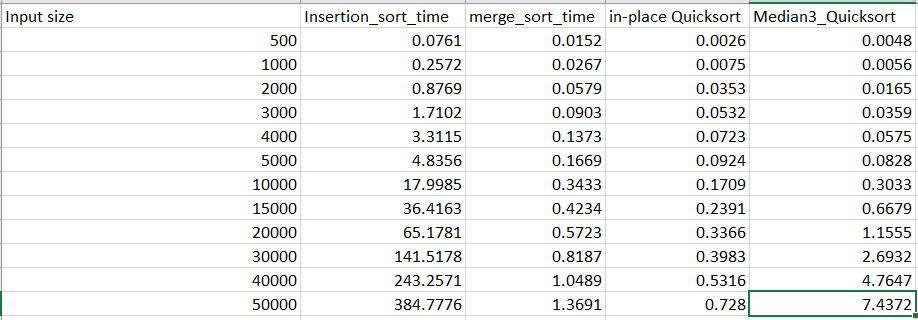 Input size Insertion_sort_time merge_sort_time in-place Quicksort Median3_Quicksort
500 0.0761 0.0152 0.0026 0.0048
1000 0.2572 0.0267 0.0075 0.0056
2000 0.8769 0.0579 0.0353 0.0165
3000 1.7102 0.0903 0.0532 0.0359
4000 3.3115 0.1373 0.0723 0.0575
5000 4.8356 0.1669 0.0924 0.0828
10000 17.9985 0.3433 0.1709 0.3033
15000 36.4163 0.4234 0.2391 0.6679
20000 65.1781 0.5723 0.3366 1.1555
30000 141.5178 0.8187 0.3983 2.6932
40000 243.2571 1.0489 0.5316 4.7647
50000 384.7776 1.3691 0.728 7.4372